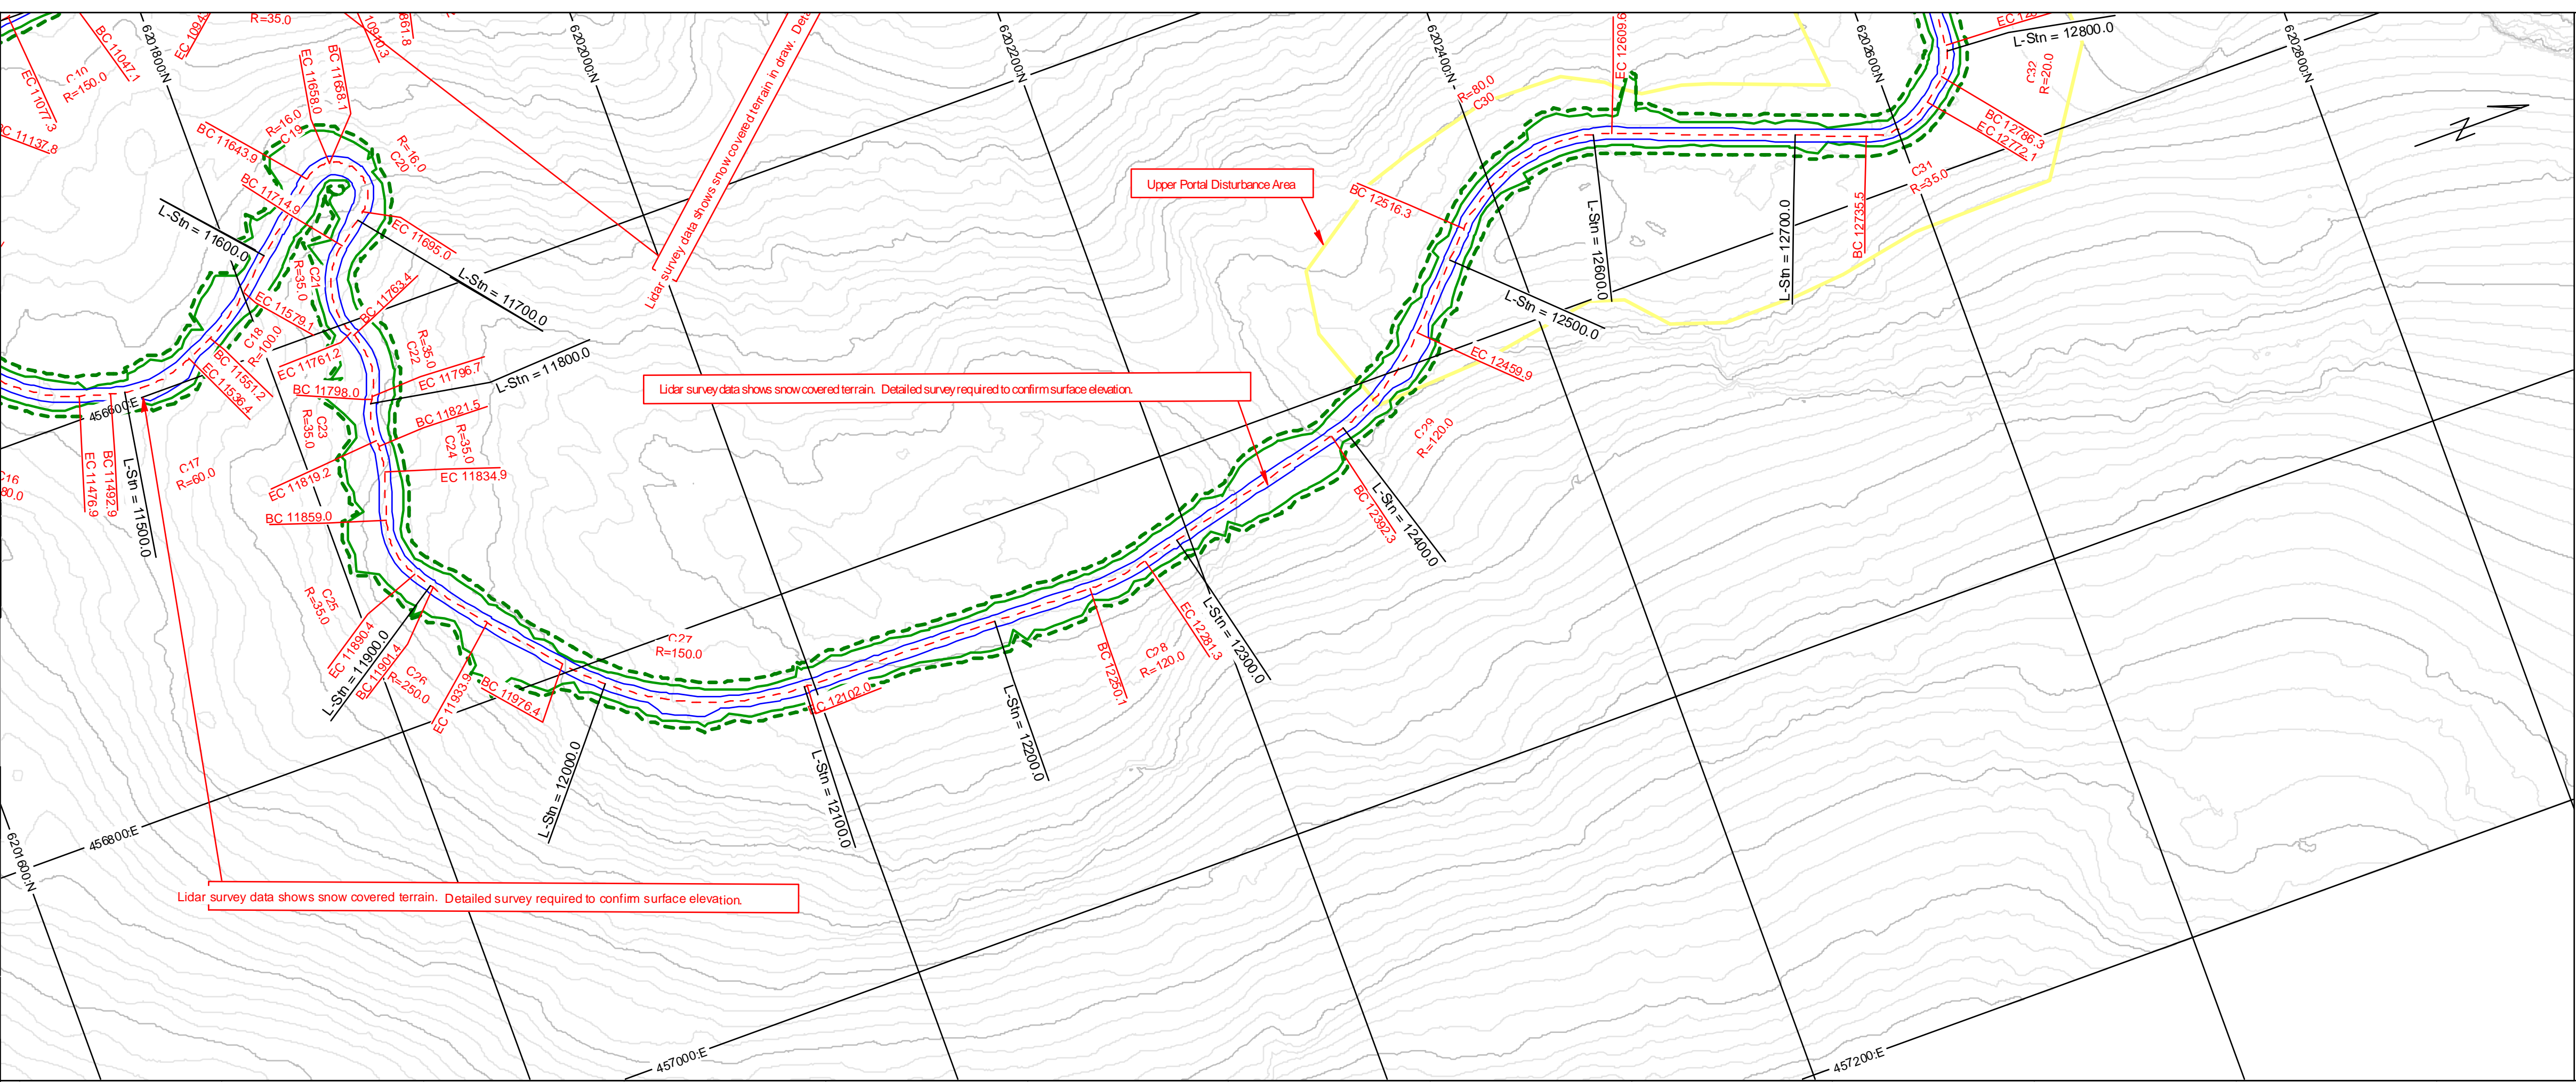 6201800:N
6202000:N
6202200:N
6202400:N
6202600:N
6202800:N
6201600:N
456600:E
456800:E
457000:E
457200:E
R=35.0
BC 11047.1
EC 11077.3
C10
R=150.0
BC 11137.8
10910.3
8661.8
EC 11658.0
BC 11658.1
R=16.0
C19
R=16.0
C20
BC 11643.9
BC 11714.9
L-Stn = 11600.0
EC 11695.0
L-Stn = 11700.0
C21
R=35.0
BC 11763.4
EC 11579.1
C18
R=100.0
EC 11761.2
R=35.0
C22
EC 11796.7
L-Stn = 11800.0
BC 11551.2
EC 11536.4
BC 11798.0
C23
R=35.0
BC 11821.5
R=35.0
C24
EC 11819.2
EC 11834.9
BC 11859.0
EC 11476.9
BC 11492.9
L-Stn = 11500.0
C17
R=60.0
C16
80.0
C25
R=35.0
EC 11890.4
L-Stn = 11900.0
BC 11901.4
C26
R=250.0
EC 11933.9
BC 11976.4
L-Stn = 12000.0
C27
R=150.0
EC 12102.0
L-Stn = 12100.0
L-Stn = 12200.0
BC 12250.1
C28
R=120.0
EC 12281.3
L-Stn = 12300.0
BC 12392.3
L-Stn = 12400.0
C29
R=120.0
EC 12459.9
L-Stn = 12500.0
BC 12516.3
R=80.0
C30
EC 12609.6
L-Stn = 12600.0
L-Stn = 12700.0
BC 12735.5
C31
R=35.0
BC 12786.3
EC 12772.1
C32
R=20.0
L-Stn = 12800.0
N
Upper Portal Disturbance Area
Lidar survey data shows snow covered terrain in draw. Deta
Lidar survey data shows snow covered terrain. Detailed survey required to confirm surface elevation.
Lidar survey data shows snow covered terrain. Detailed survey required to confirm surface elevation.